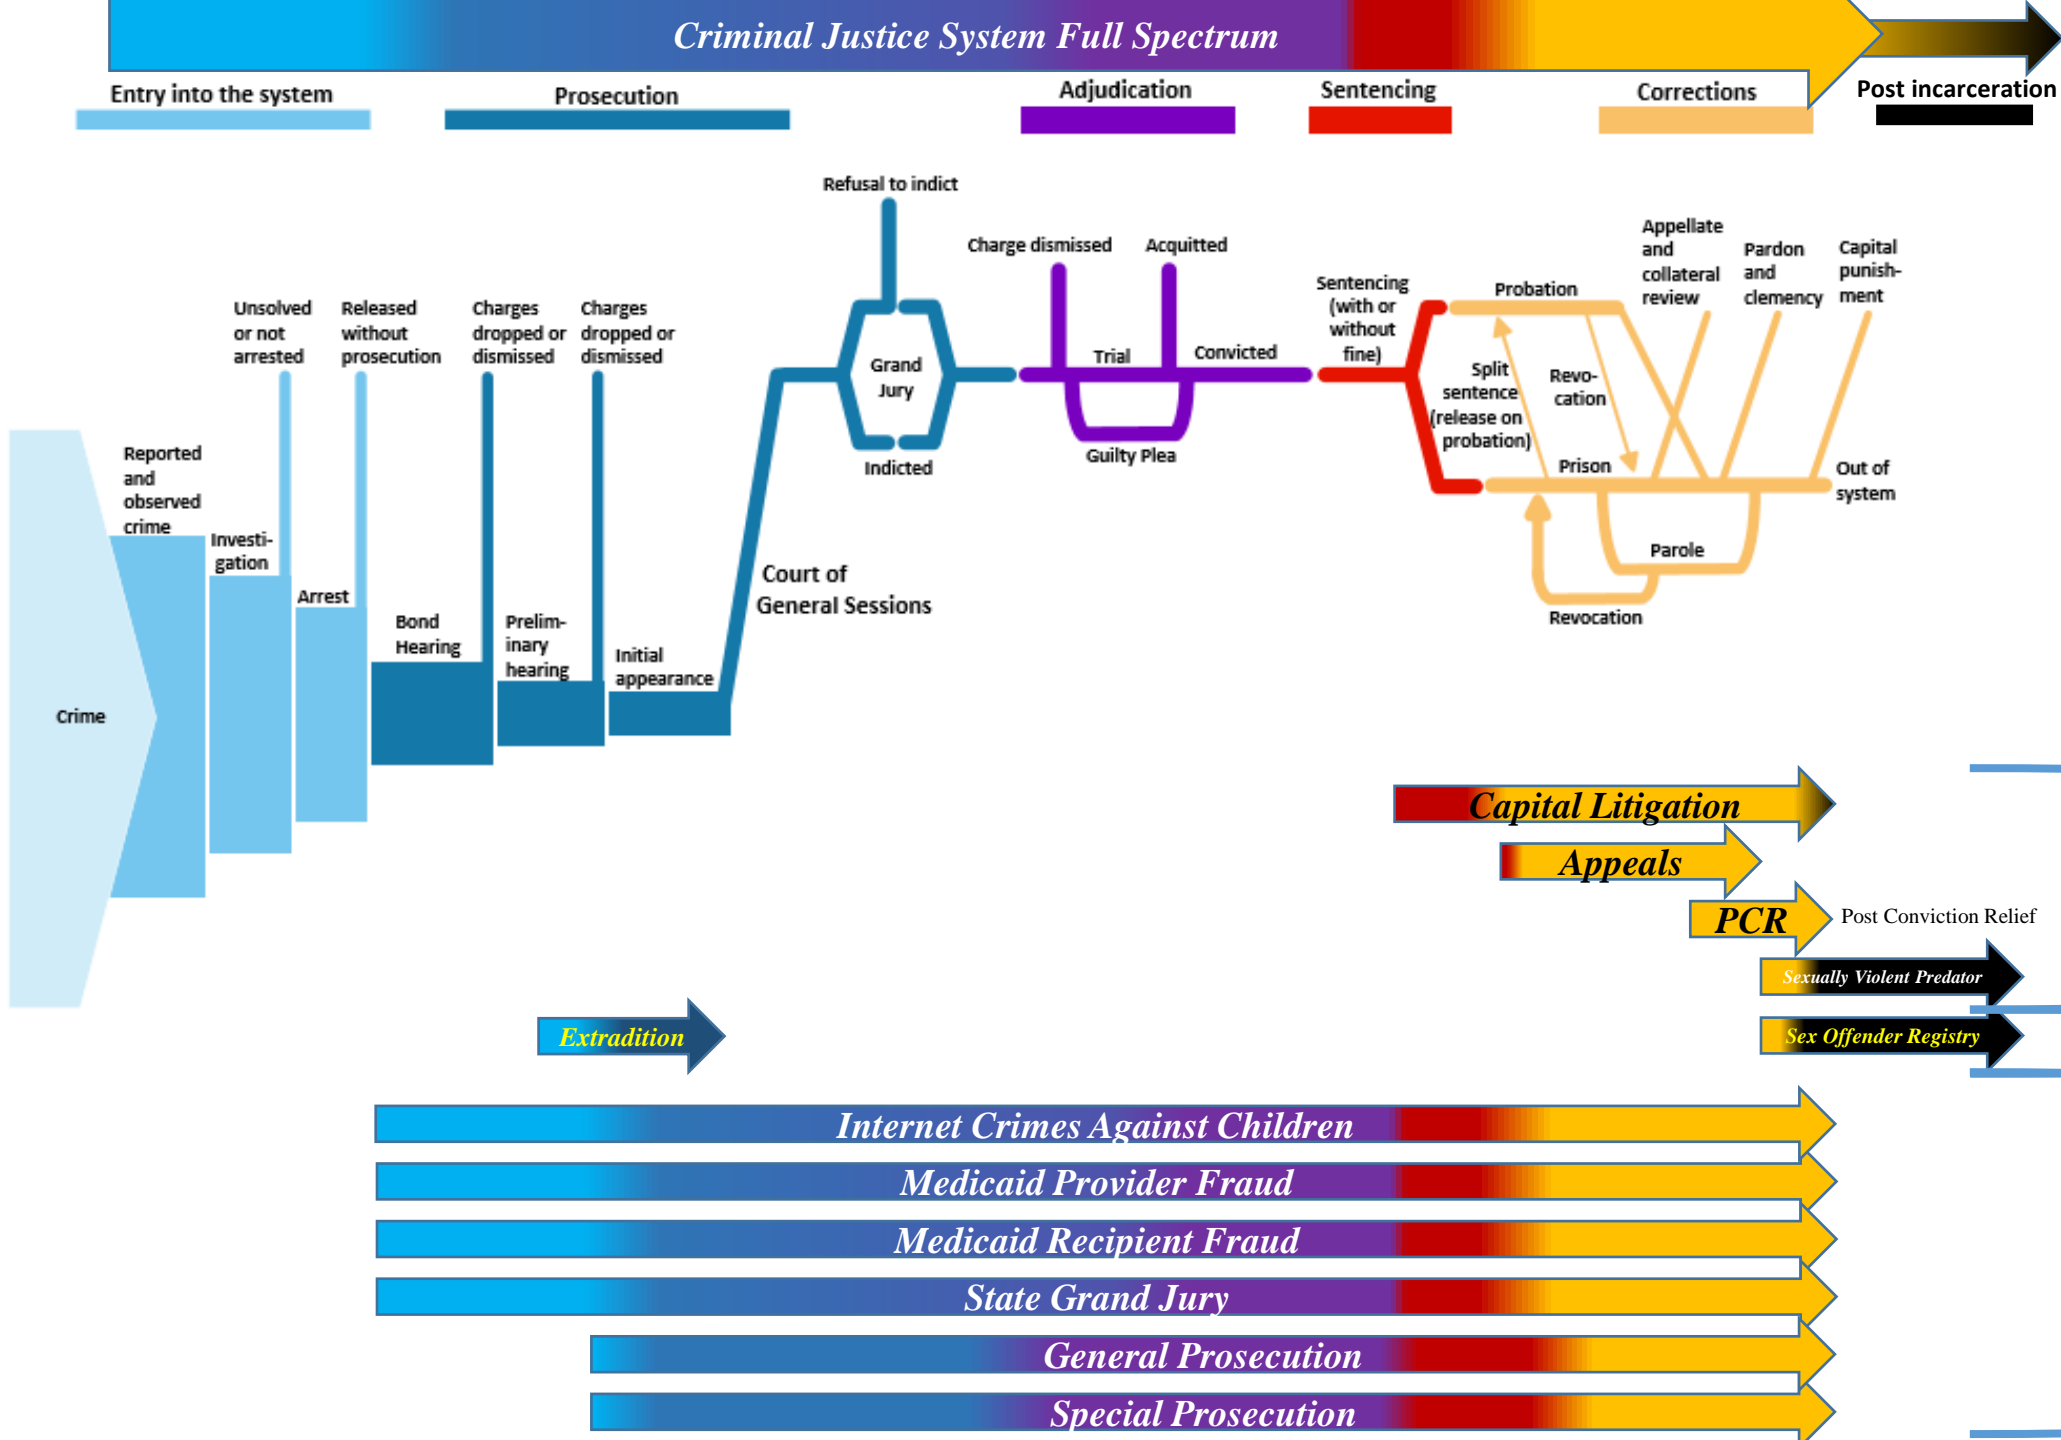 Criminal Justice System Full Spectrum
Entry into the system
Prosecution
Adjudication
Sentencing
Corrections
Post incarceration
Refusal to indict
Charge dismissed
Acquitted
Appellate
and
collateral
review
Pardon
and
clemency
Capital
punish-
ment
Unsolved
or not
arrested
Released
without
prosecution
Charges
dropped or
dismissed
Charges
dropped or
dismissed
Grand
Jury
Indicted
Trial
Convicted
Guilty Plea
Sentencing
(with or
without
fine)
Probation
Split
sentence
(release on
probation)
Revo-
cation
Prison
Out of
system
Parole
Revocation
Crime
Reported
and
observed
crime
Investi-
gation
Arrest
Bond
Hearing
Prelim-
inary
hearing
Initial
appearance
Court of
General Sessions
Capital Litigation
Appeals
PCR
Post Conviction Relief
Sexually Violent Predator
Extradition
Sex Offender Registry
Internet Crimes Against Children
Medicaid Provider Fraud
Medicaid Recipient Fraud
State Grand Jury
General Prosecution
Special Prosecution